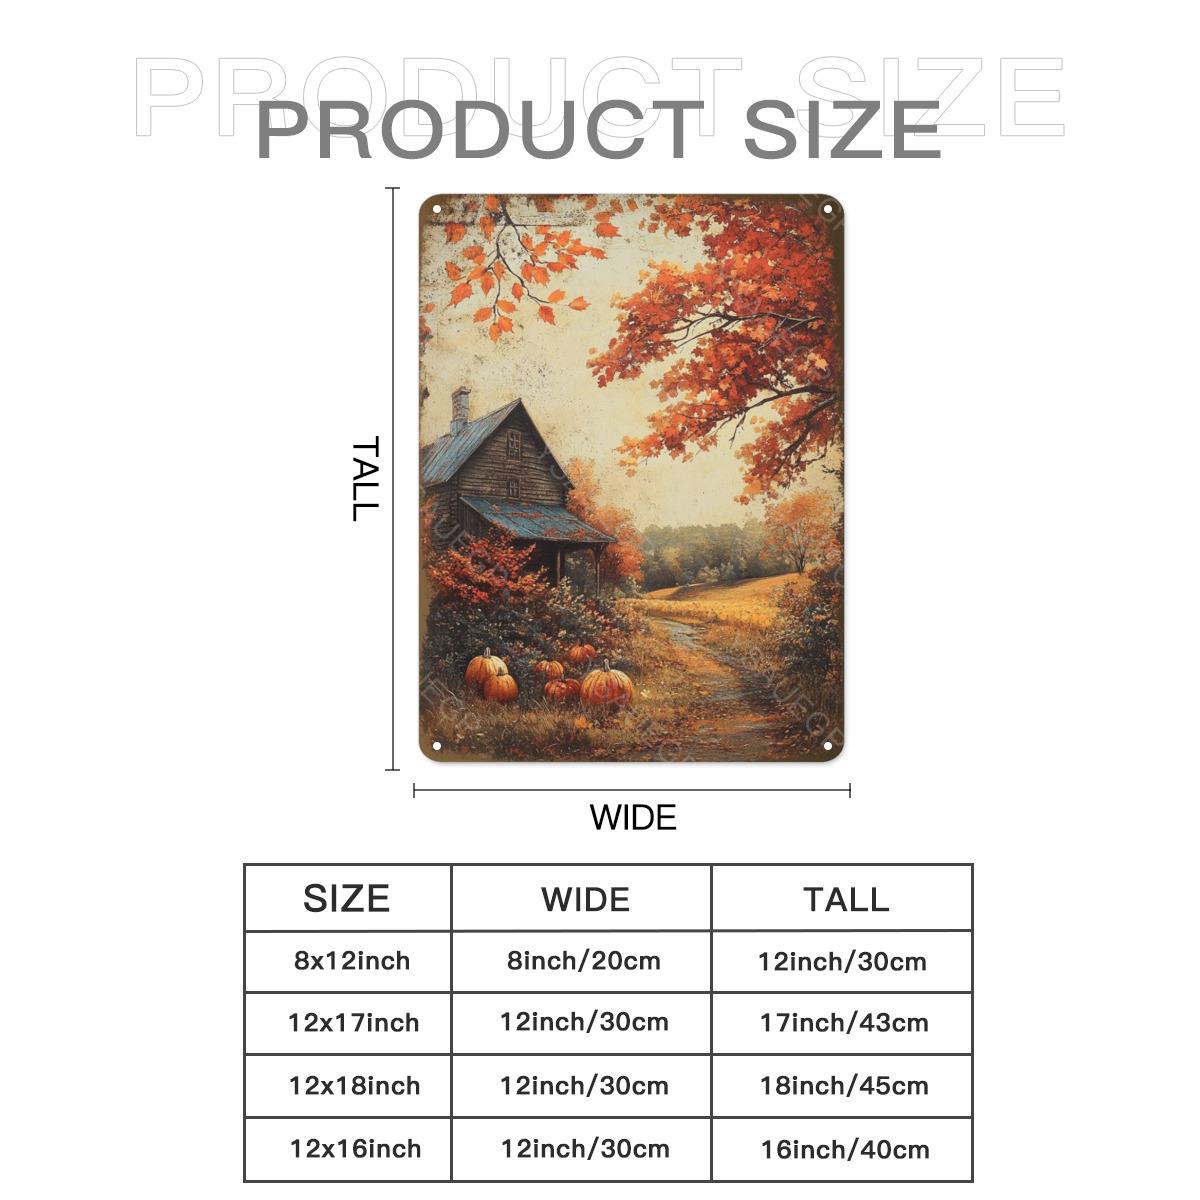 PRODUCT SIZE
PRODUCT SIZE
TALL
WIDE
SIZE WIDE TALL
8x12inch 8inch/20cm 12inch/30cm
12x17inch 12inch/30cm 17inch/43cm
12x18inch 12inch/30cm 18inch/45cm
12x16inch 12inch/30cm 16inch/40cm